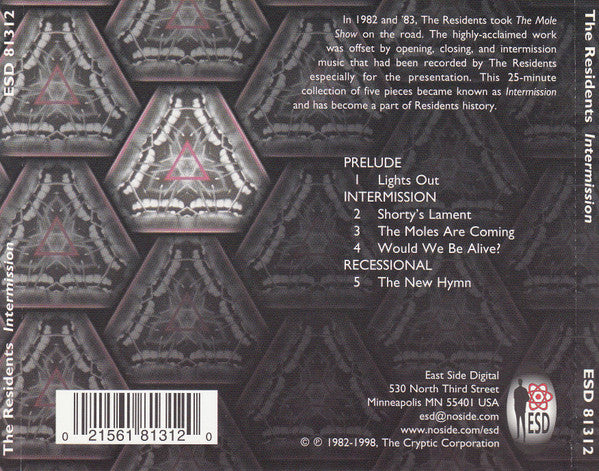 In 1982 and '83, The Residents took The Mole
Show on the road. The highly-acclaimed work
was offset by opening, closing, and intermission
music that had been recorded by The Residents
especially for the presentation. This 25-minute
collection of five pieces became known as Intermission
and has become a part of Residents history.
PRELUDE
1 Lights Out
INTERMISSION
2 Shorty's Lament
3 The Moles Are Coming
4 Would We Be Alive?
RECESSIONAL
5 The New Hymn
East Side Digital
530 North Third Street
Minneapolis MN 55401 USA
esd@noside.com
www.noside.com/esd
© ℗ 1982-1998, The Cryptic Corporation
ESD
0 21561 81312 0
The Residents Intermission ESD 81312
The Residents Intermission ESD 81312